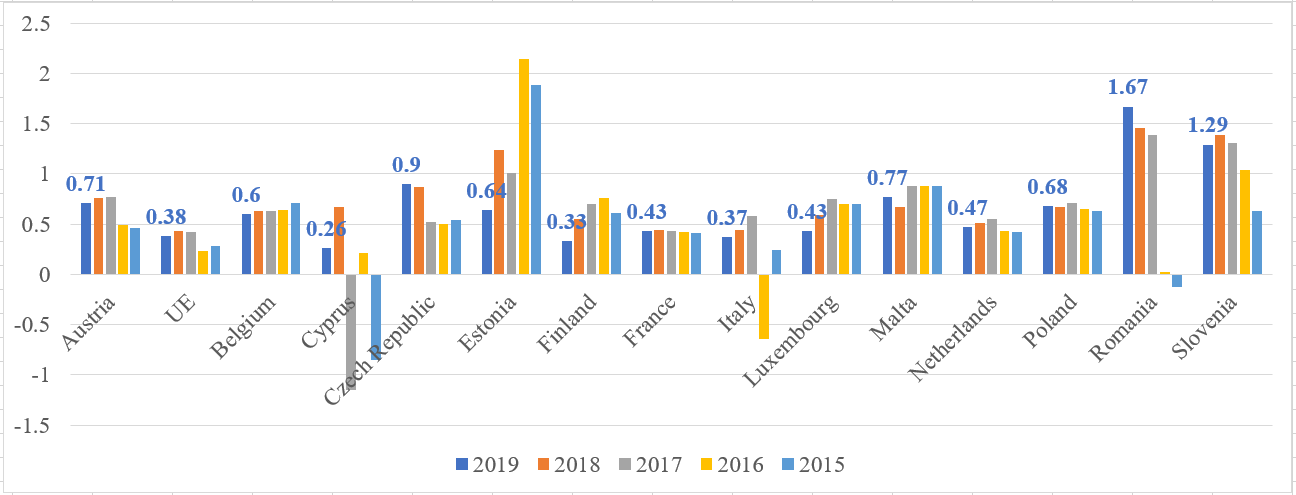 2.5
2
1.5
1
0.5
0
-0.5
-1
-1.5
0.71
0.38
0.6
0.26
0.9
0.64
0.33
0.43
0.37
0.43
0.77
0.47
0.68
1.67
1.29
Austria
UE
Belgium
Cyprus
Czech Republic
Estonia
Finland
France
Italy
Luxembourg
Malta
Netherlands
Poland
Romania
Slovenia
2019 2018 2017 2016 2015